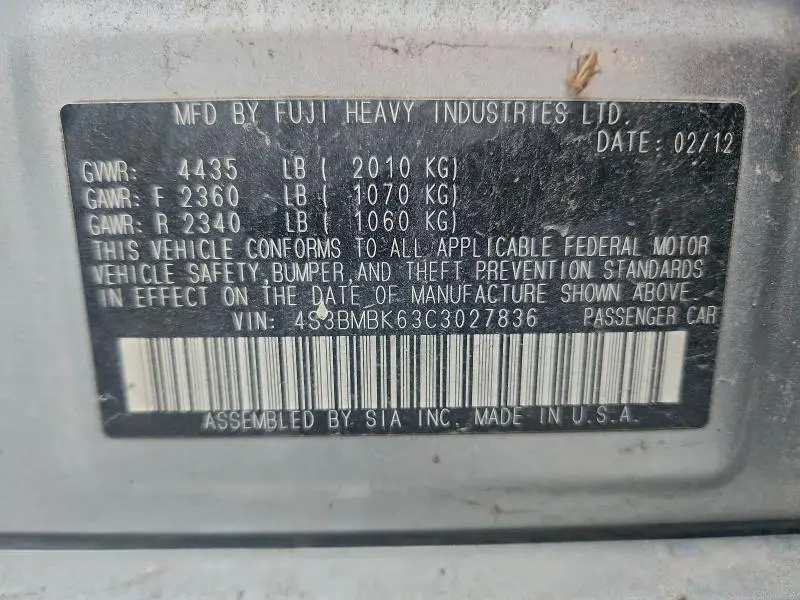 MFD BY FUJI HEAVY INDUSTRIES LTD.
DATE: 02/12
GVWR: 4435 LB ( 2010 KG)
GAWR: F 2360 LB ( 1070 KG)
GAWR: R 2340 LB ( 1060 KG)
THIS VEHICLE CONFORMS TO ALL APPLICABLE FEDERAL MOTOR
VEHICLE SAFETY, BUMPER, AND THEFT PREVENTION STANDARDS
IN EFFECT ON THE DATE OF MANUFACTURE SHOWN ABOVE.
VIN: 4S3BMBK63C3027836 PASSENGER CAR
ASSEMBLED BY SIA INC. MADE IN U.S.A.